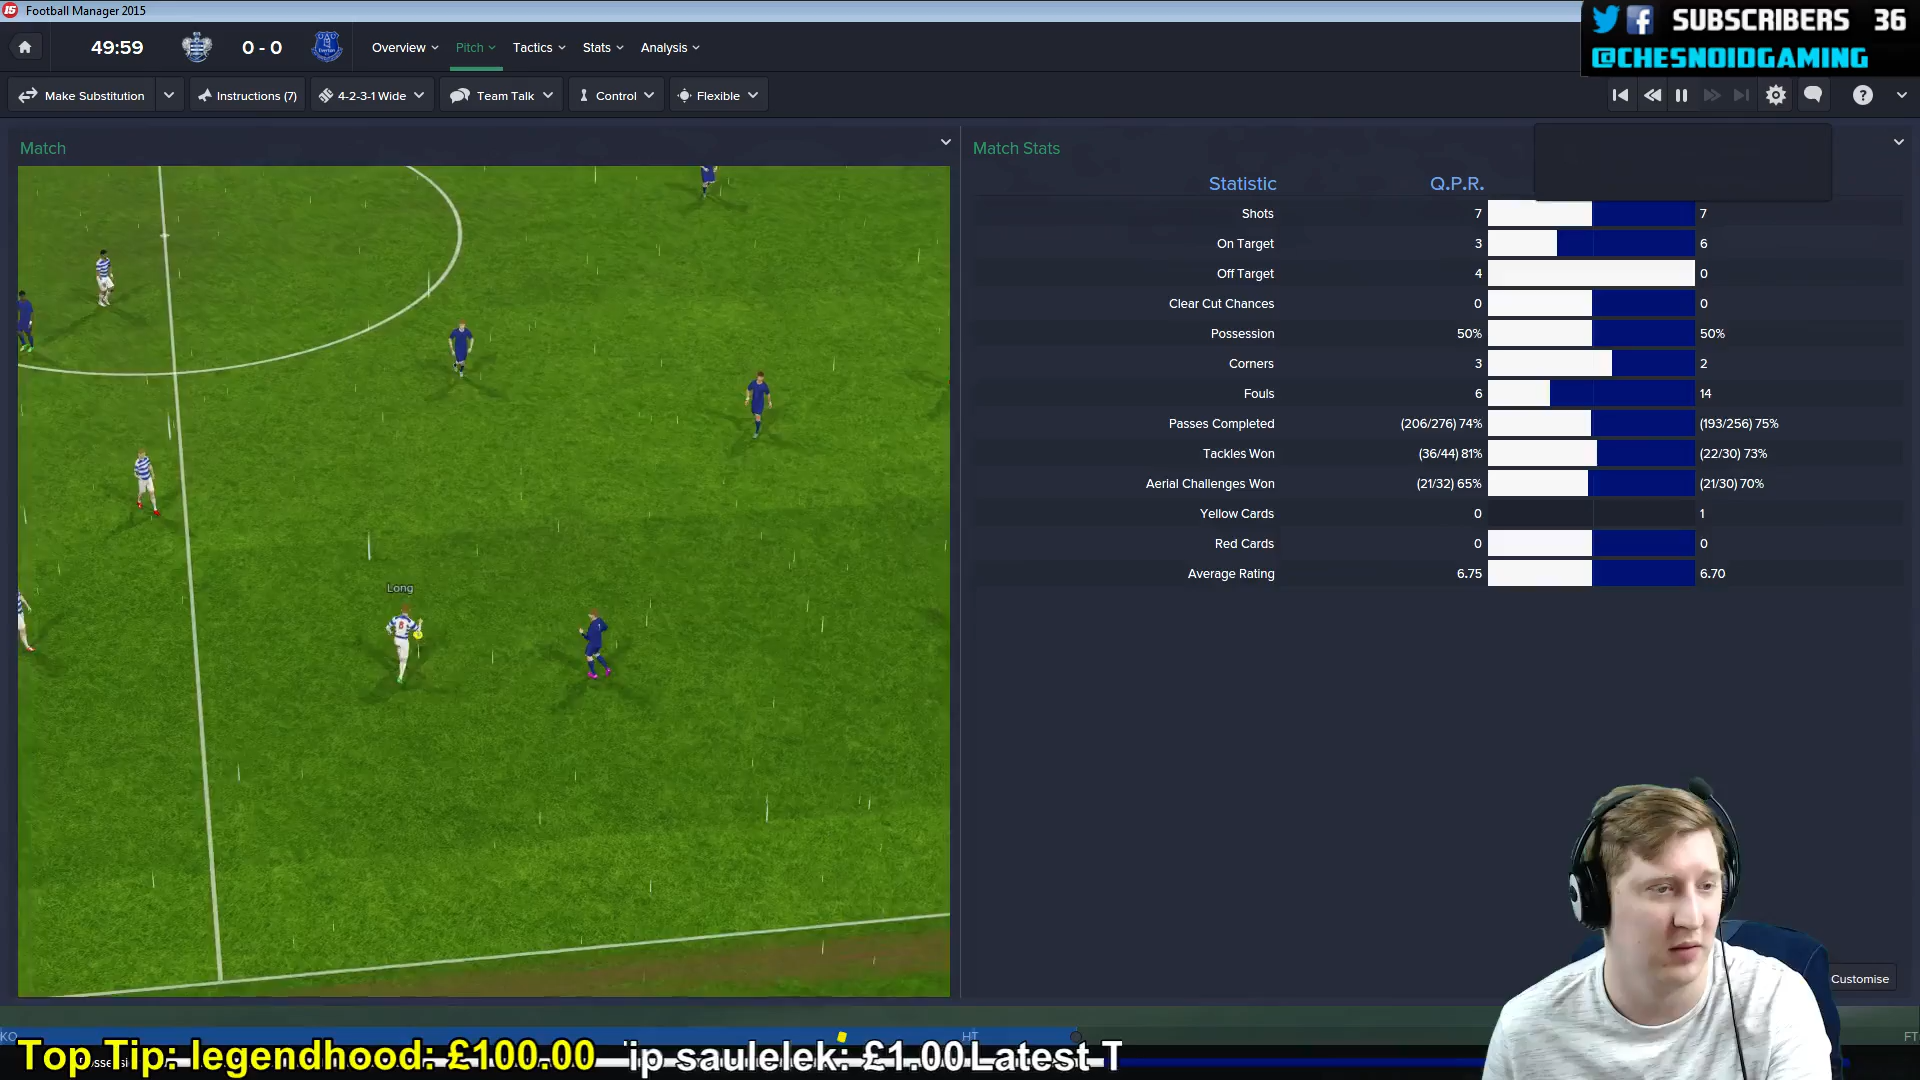 Football Manager 2015
SUBSCRIBERS 36
@CHESNOIDGAMING
49:59 0 - 0 Overview Pitch Tactics Stats Analysis
Make Substitution Instructions (7) 4-2-3-1 Wide Team Talk Control Flexible
Match
Long
Match Stats
Statistic Q.P.R.
Shots 7 7
On Target 3 6
Off Target 4 0
Clear Cut Chances 0 0
Possession 50% 50%
Corners 3 2
Fouls 6 14
Passes Completed (206/276) 74% (193/256) 75%
Tackles Won (36/44) 81% (22/30) 73%
Aerial Challenges Won (21/32) 65% (21/30) 70%
Yellow Cards 0 1
Red Cards 0 0
Average Rating 6.75 6.70
Customise
KO HT FT
Top Tip: legendhood: £100.00 ip saulelek: £1.00 Latest T